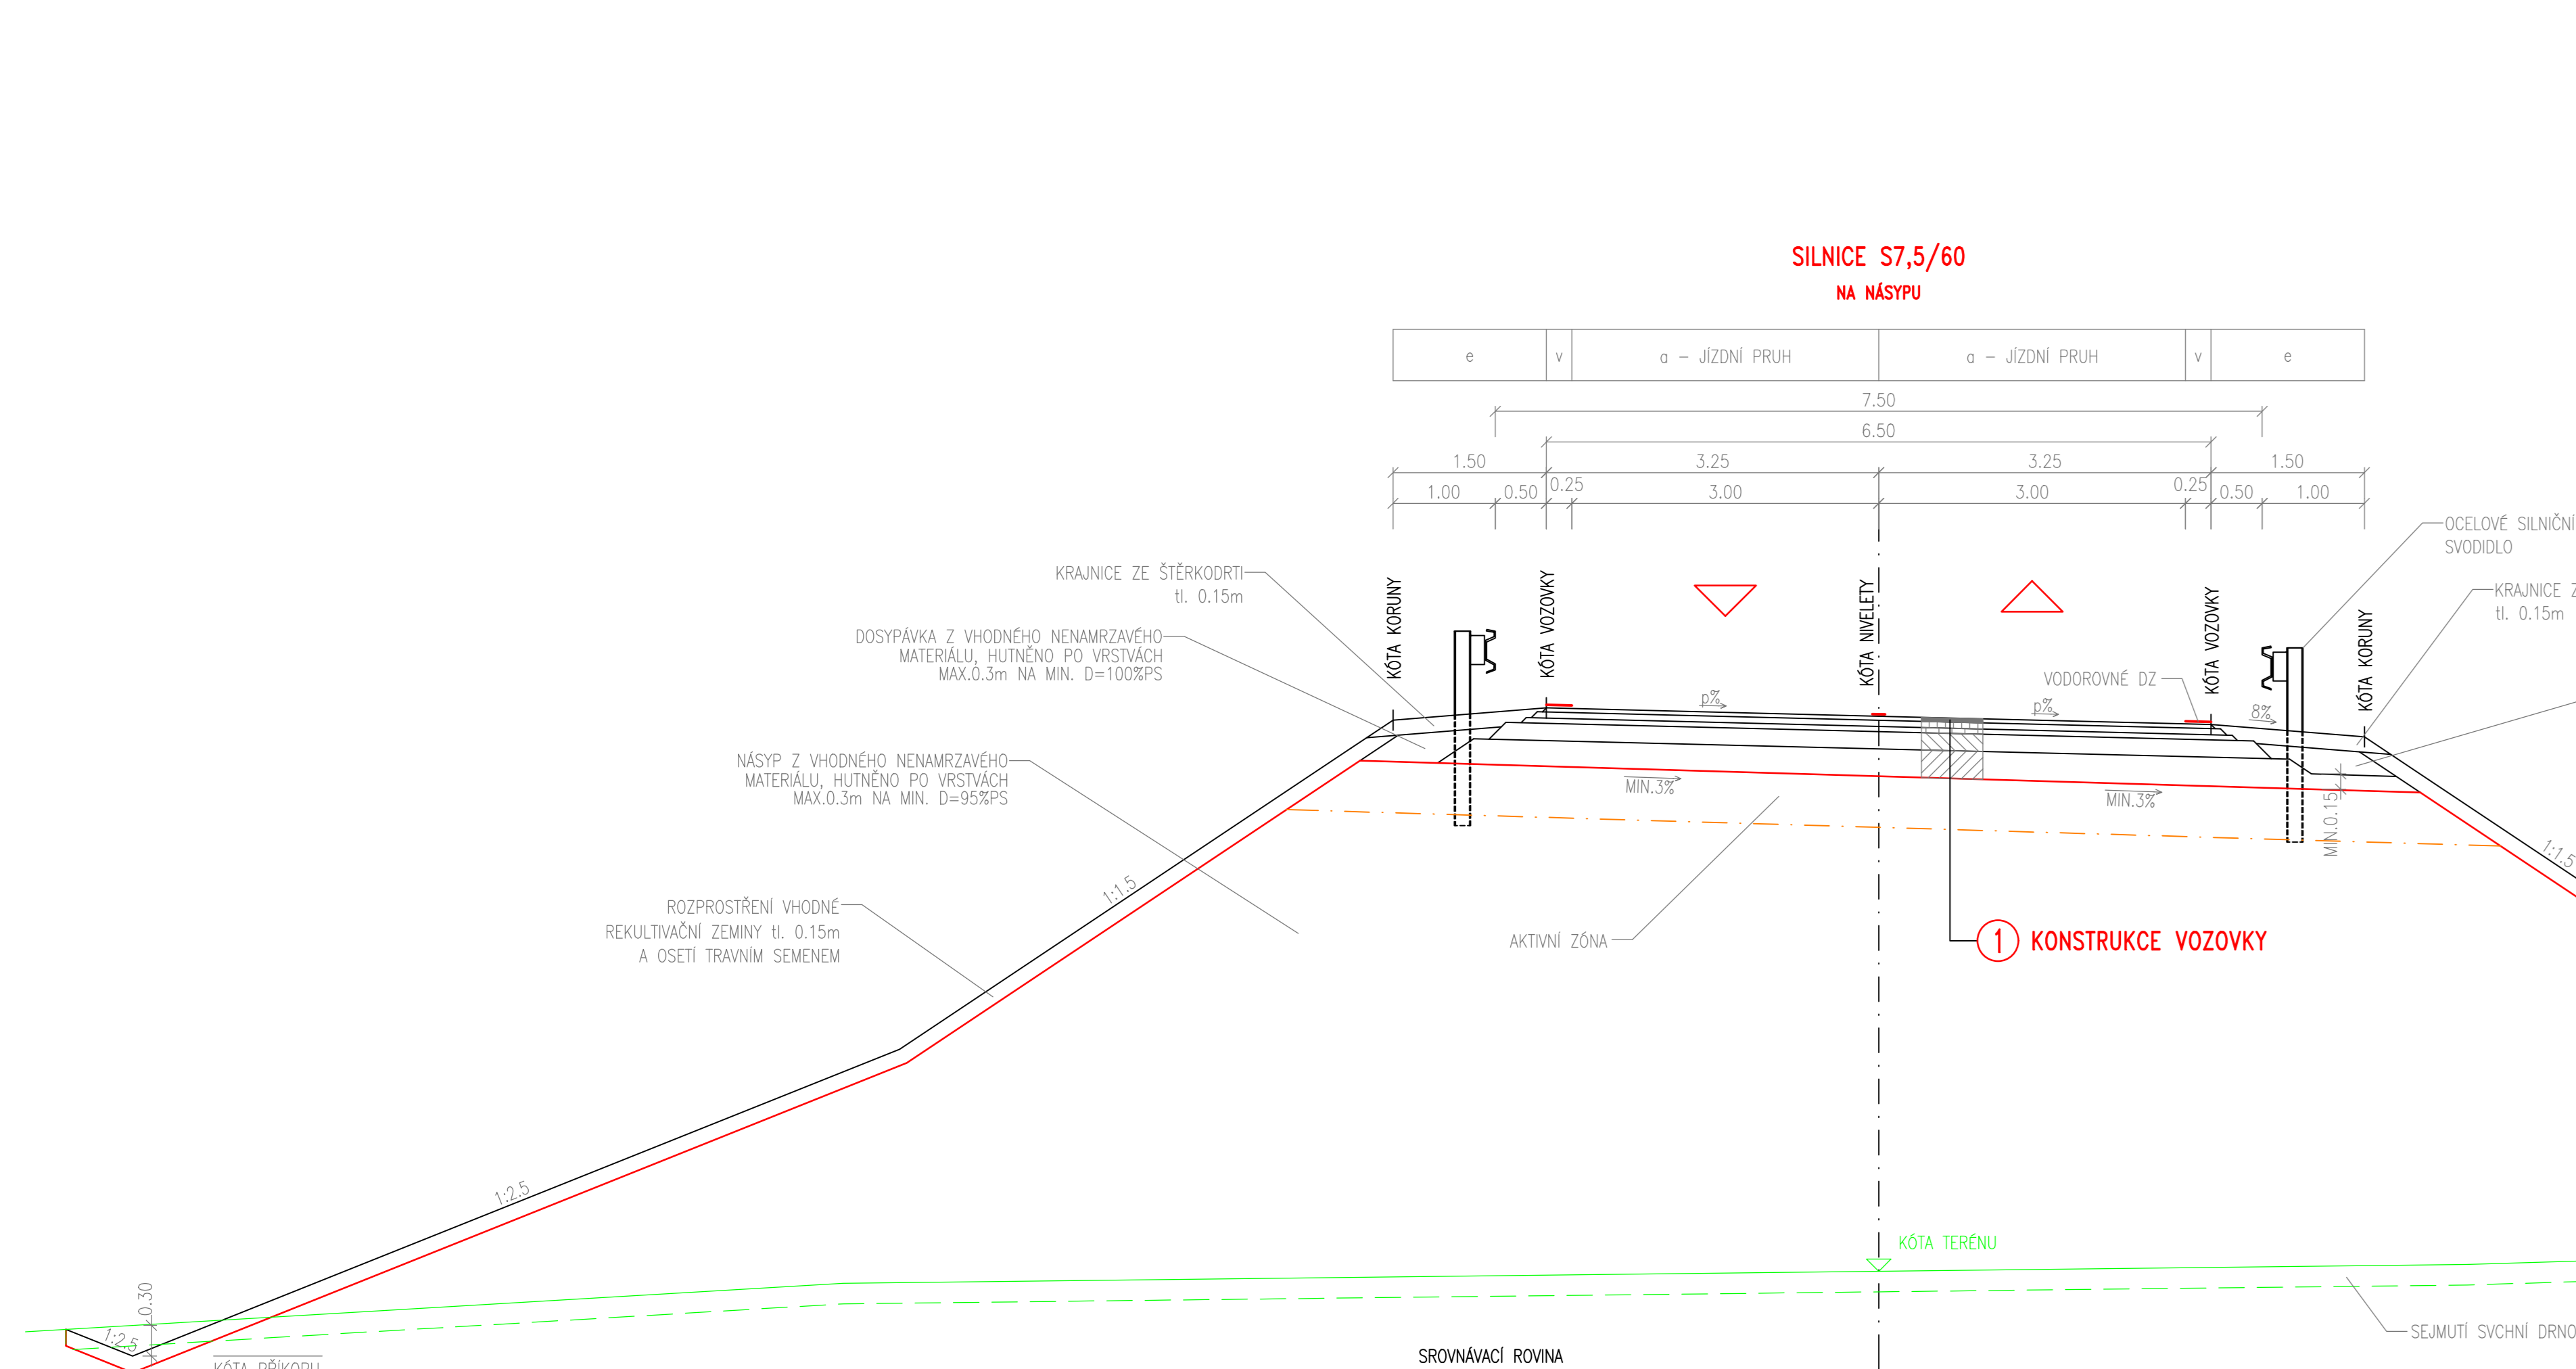 SILNICE S7,5/60
NA NÁSYPU
e
v
a – JÍZDNÍ PRUH
a – JÍZDNÍ PRUH
v
e
7.50
6.50
1.50
3.25
3.25
1.50
1.00
0.50
0.25
3.00
3.00
0.25
0.50
1.00
OCELOVÉ SILNIČNÍ
SVODIDLO
KRAJNICE ZE ŠTĚRKODRTI
tl. 0.15m
KRAJNICE Z
tl. 0.15m
KÓTA KORUNY
KÓTA VOZOVKY
KÓTA NIVELETY
KÓTA VOZOVKY
KÓTA KORUNY
DOSYPÁVKA Z VHODNÉHO NENAMRZAVÉHO
MATERIÁLU, HUTNĚNO PO VRSTVÁCH
MAX.0.3m NA MIN. D=100%PS
VODOROVNÉ DZ
p%
p%
8%
NÁSYP Z VHODNÉHO NENAMRZAVÉHO
MATERIÁLU, HUTNĚNO PO VRSTVÁCH
MAX.0.3m NA MIN. D=95%PS
MIN.3%
MIN.3%
MIN.0.15
1:1.5
1:1.5
ROZPROSTŘENÍ VHODNÉ
REKULTIVAČNÍ ZEMINY tl. 0.15m
A OSETÍ TRAVNÍM SEMENEM
AKTIVNÍ ZÓNA
1 KONSTRUKCE VOZOVKY
1:2.5
KÓTA TERÉNU
0.30
1:2.5
SEJMUTÍ SVCHNÍ DRNO
SROVNÁVACÍ ROVINA
KÓTA PŘÍKOPU